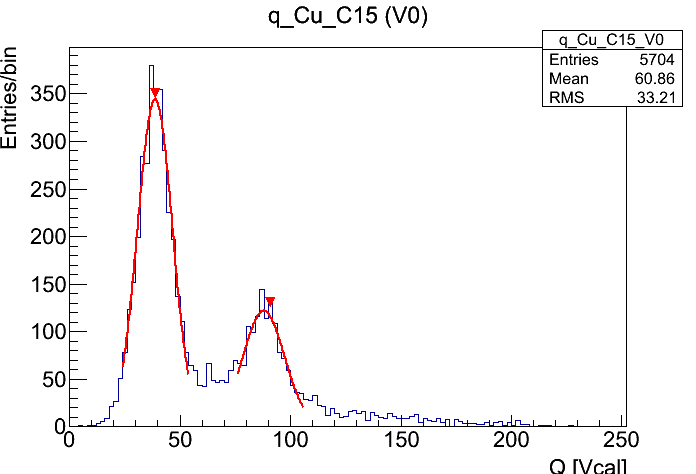 q_Cu_C15 (V0)
q_Cu_C15_V0
Entries 5704
Mean 60.86
RMS 33.21
Entries/bin
350
300
250
200
150
100
50
0
0 50 100 150 200 250
Q [Vcal]